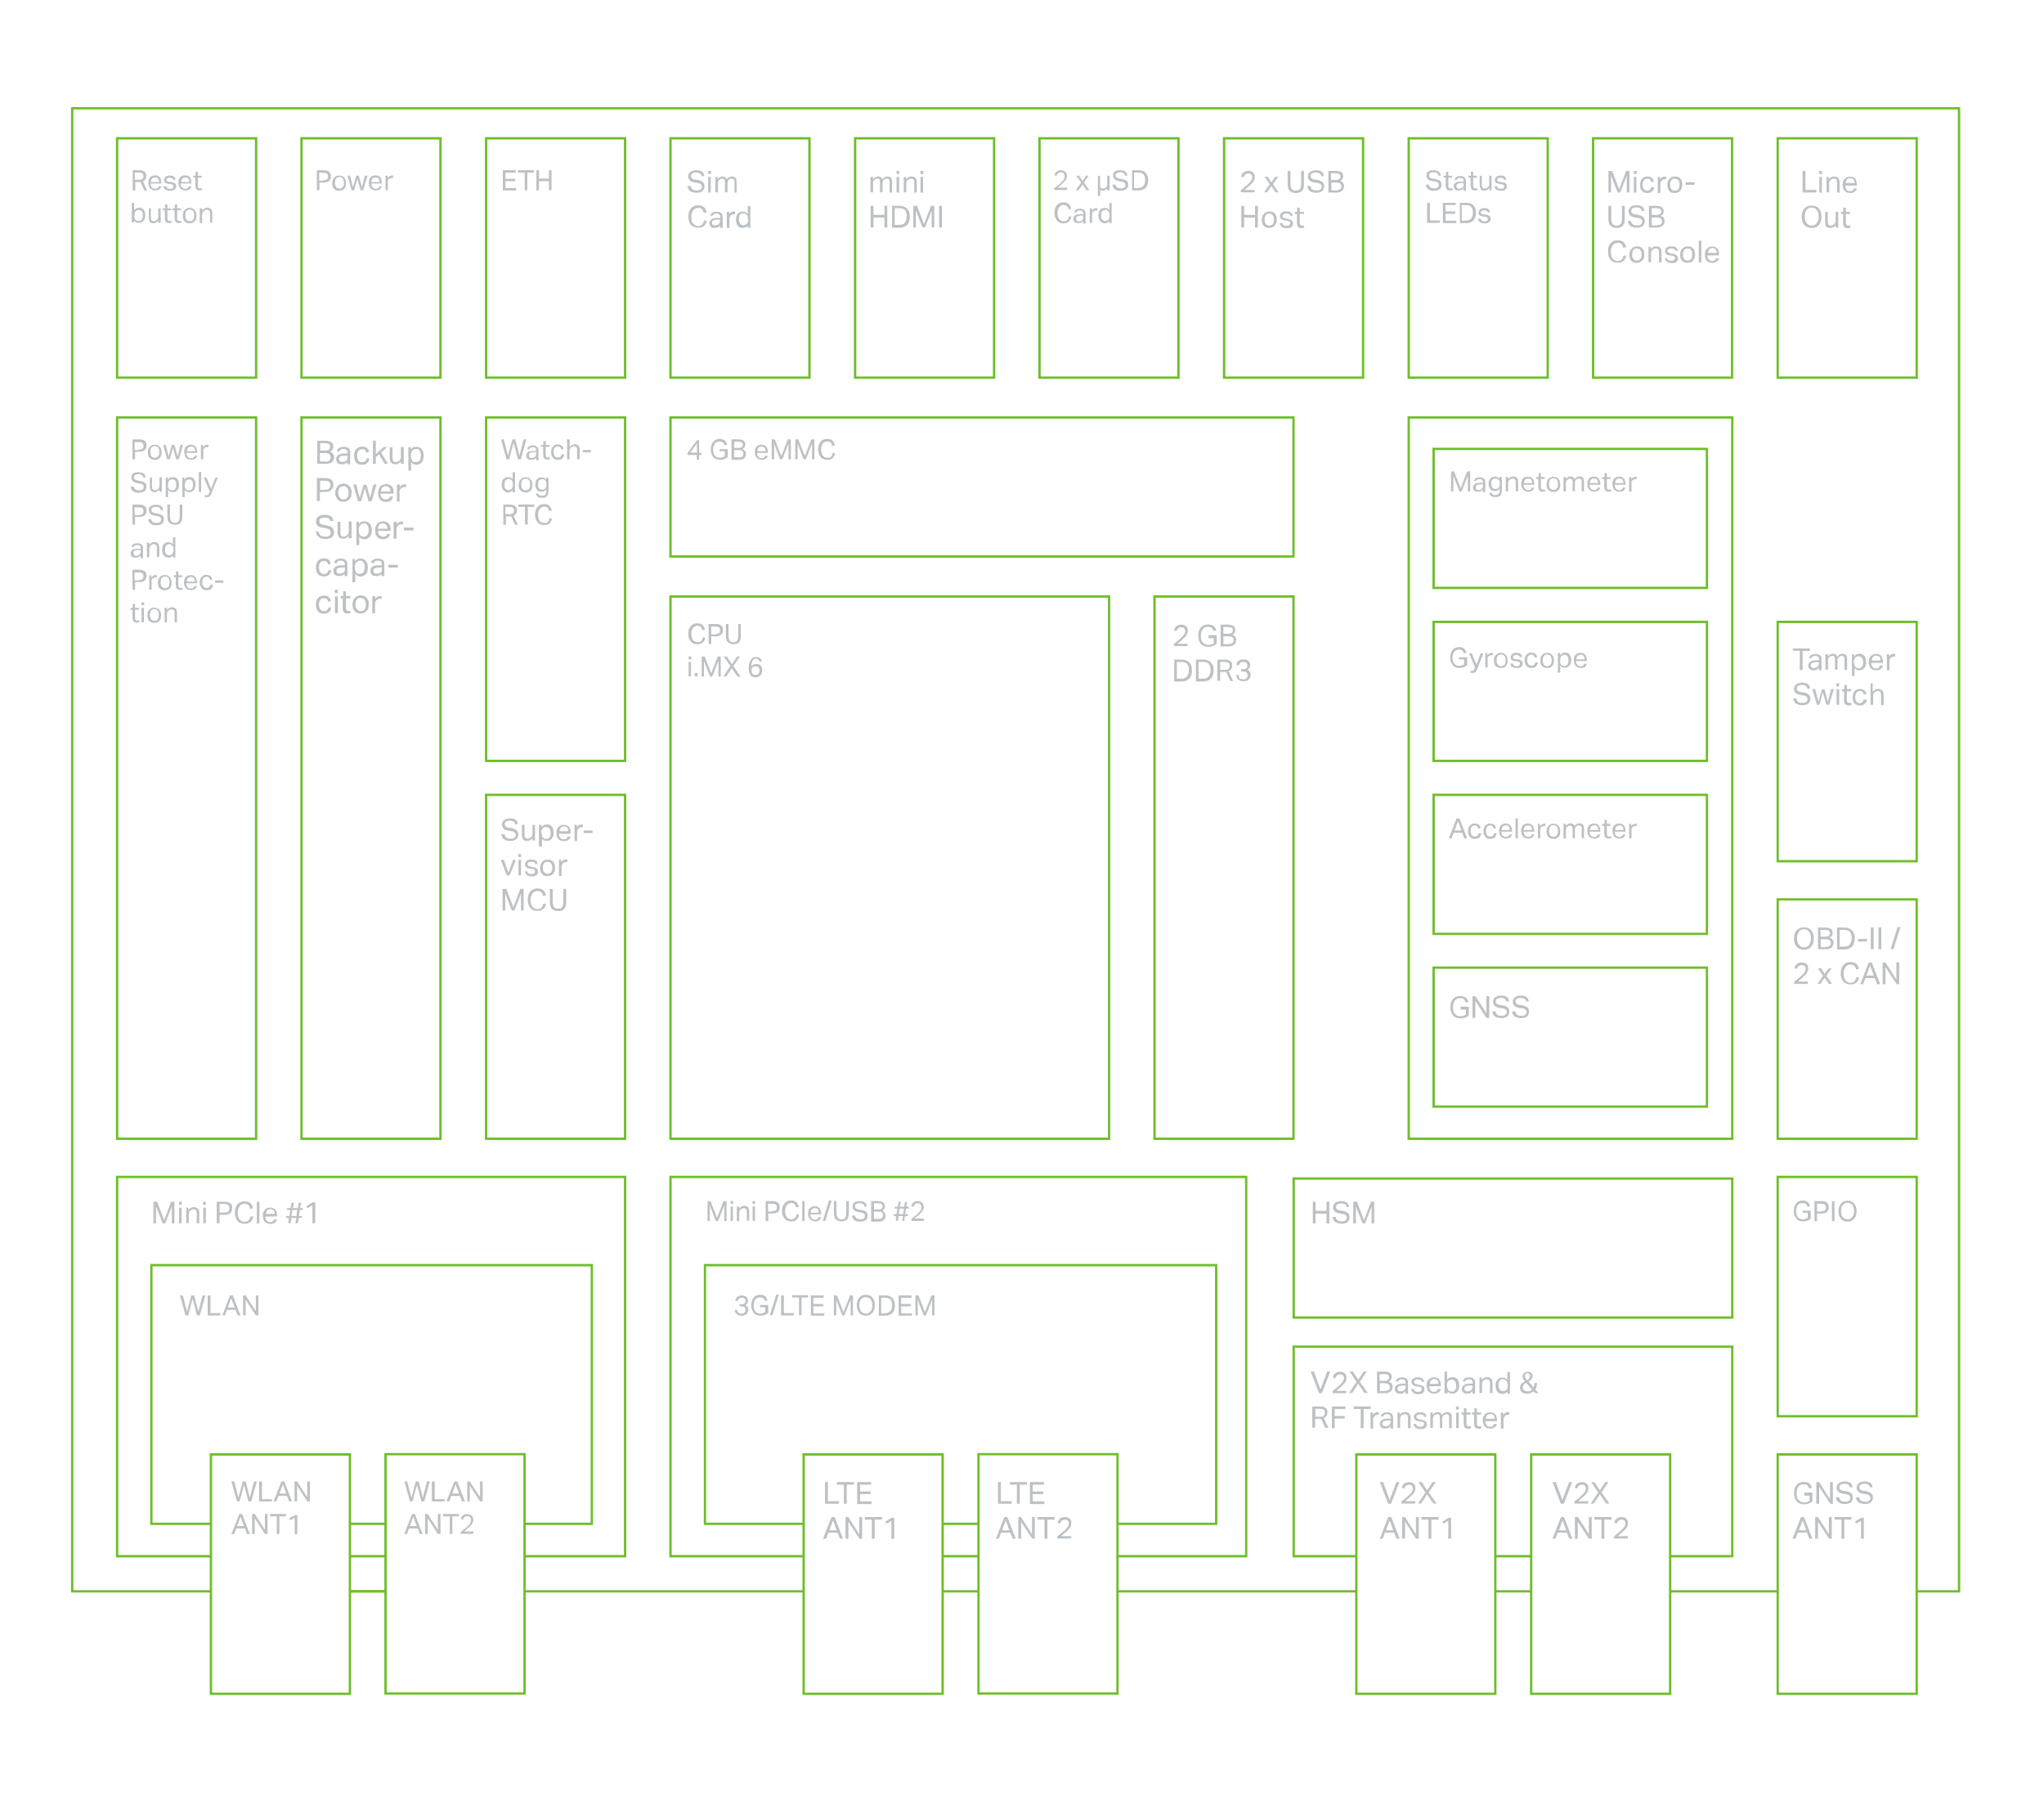 Reset
button
Power
ETH
Sim
Card
mini
HDMI
2 x µSD
Card
2 x USB
Host
Status
LEDs
Micro-
USB
Console
Line
Out
Power
Supply
PSU
and
Protec-
tion
Backup
Power
Super-
capa-
citor
Watch-
dog
RTC
4 GB eMMC
Magnetometer
CPU
i.MX 6
2 GB
DDR3
Gyroscope
Tamper
Switch
Super-
visor
MCU
Accelerometer
OBD-II /
2 x CAN
GNSS
Mini PCIe #1
Mini PCIe/USB #2
HSM
GPIO
WLAN
3G/LTE MODEM
V2X Baseband &
RF Transmitter
WLAN
ANT1
WLAN
ANT2
LTE
ANT1
LTE
ANT2
V2X
ANT1
V2X
ANT2
GNSS
ANT1